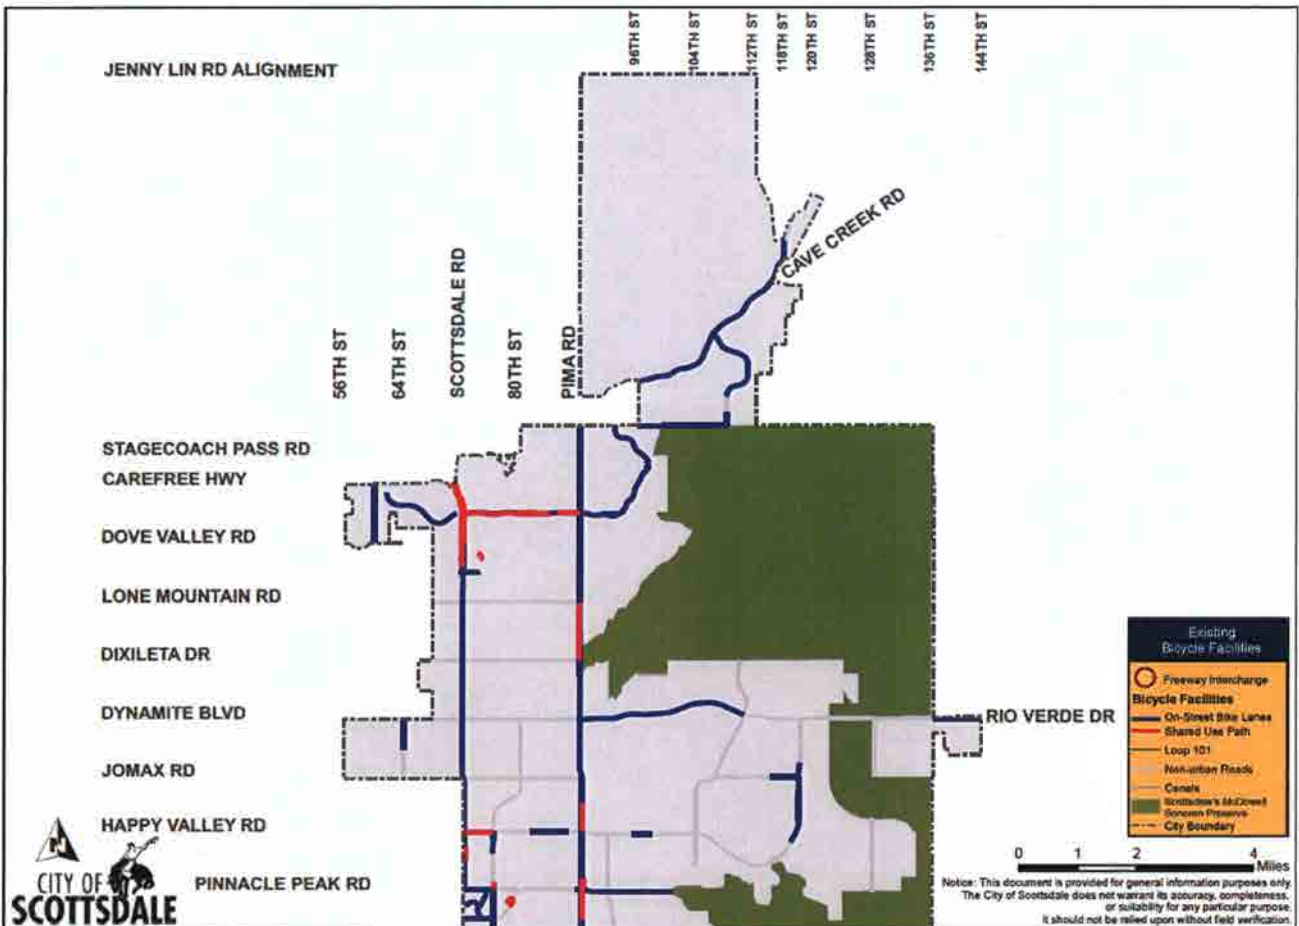 96TH ST
104TH ST
112TH ST
118TH ST
120TH ST
128TH ST
136TH ST
144TH ST
JENNY LIN RD ALIGNMENT
CAVE CREEK RD
56TH ST
64TH ST
SCOTTSDALE RD
80TH ST
PIMA RD
STAGECOACH PASS RD
CAREFREE HWY
DOVE VALLEY RD
LONE MOUNTAIN RD
DIXILETA DR
DYNAMITE BLVD
RIO VERDE DR
JOMAX RD
HAPPY VALLEY RD
PINNACLE PEAK RD
N
CITY OF
SCOTTSDALE
Existing
Bicycle Facilities
Freeway Interchange
Bicycle Facilities
On-Street Bike Lanes
Shared Use Path
Loop 101
Non-urban Roads
Canals
Scottsdale's McDowell
Sonoran Preserve
City Boundary
0 1 2 4
Miles
Notice: This document is provided for general information purposes only.
The City of Scottsdale does not warrant its accuracy, completeness,
or suitability for any particular purpose.
It should not be relied upon without field verification.